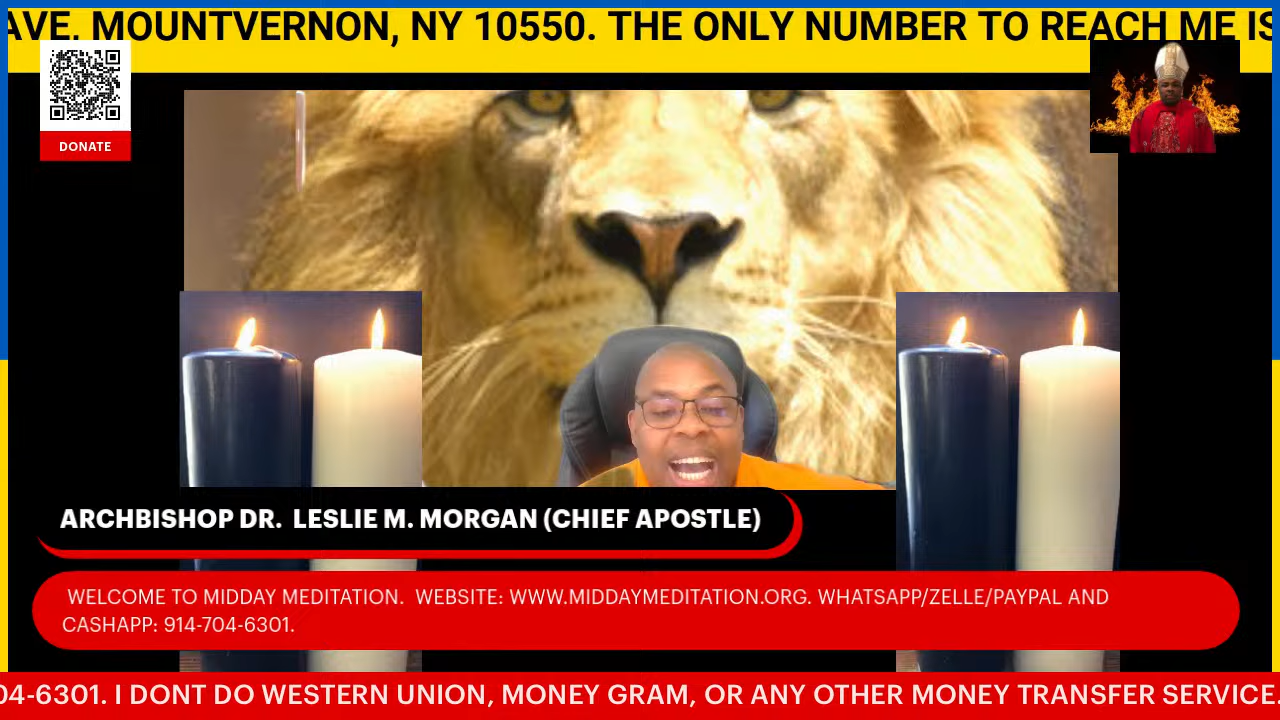 AVE, MOUNTVERNON, NY 10550. THE ONLY NUMBER TO REACH ME IS
DONATE
ARCHBISHOP DR. LESLIE M. MORGAN (CHIEF APOSTLE)
WELCOME TO MIDDAY MEDITATION. WEBSITE: WWW.MIDDAYMEDITATION.ORG. WHATSAPP/ZELLE/PAYPAL AND
CASHAPP: 914-704-6301.
04-6301. I DONT DO WESTERN UNION, MONEY GRAM, OR ANY OTHER MONEY TRANSFER SERVICE.